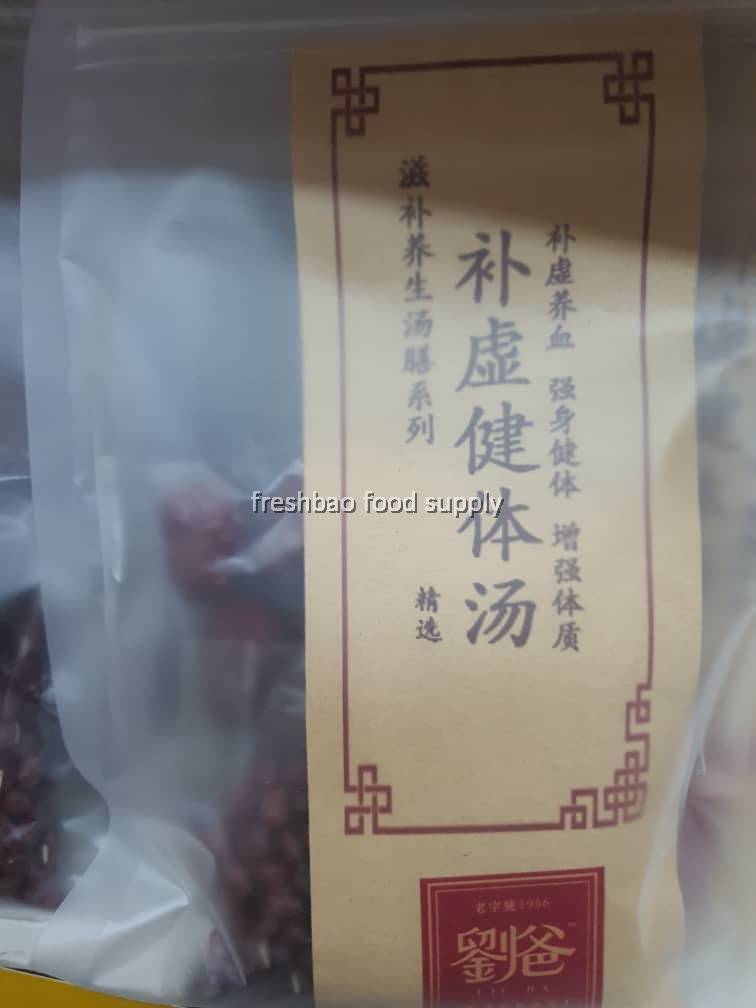 补虚养血 强身健体 增强体质
补虚健体汤
滋补养生汤膳系列
精选
freshbao food supply
老字號1986
劉爸
LIU BA